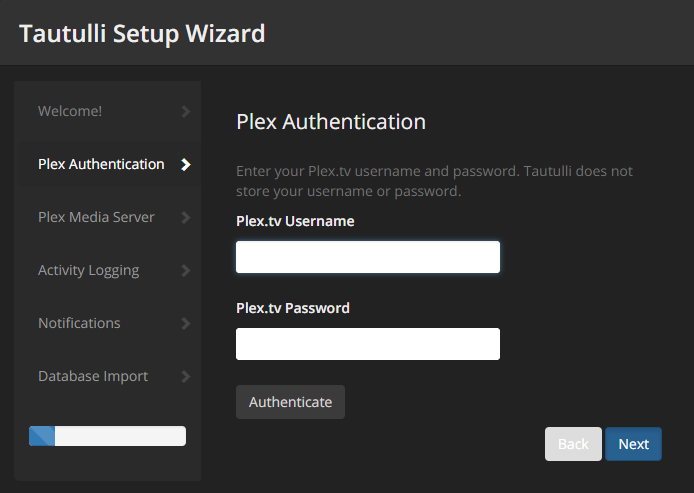 Tautulli Setup Wizard
Welcome!
Plex Authentication
Plex Media Server
Activity Logging
Notifications
Database Import
Plex Authentication
Enter your Plex.tv username and password. Tautulli does not
store your username or password.
Plex.tv Username
Plex.tv Password
Authenticate
Back
Next